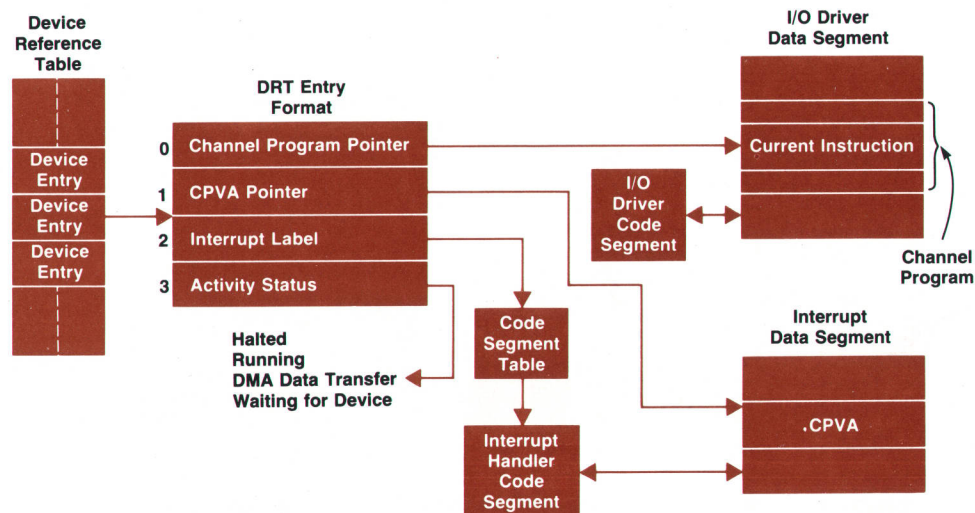 Device
Reference
Table
Device
Entry
Device
Entry
Device
Entry
DRT Entry
Format
0 Channel Program Pointer
1 CPVA Pointer
2 Interrupt Label
3 Activity Status
Halted
Running
DMA Data Transfer
Waiting for Device
Code
Segment
Table
Interrupt
Handler
Code
Segment
I/O Driver
Data Segment
Current Instruction
I/O
Driver
Code
Segment
Channel
Program
Interrupt
Data Segment
.CPVA